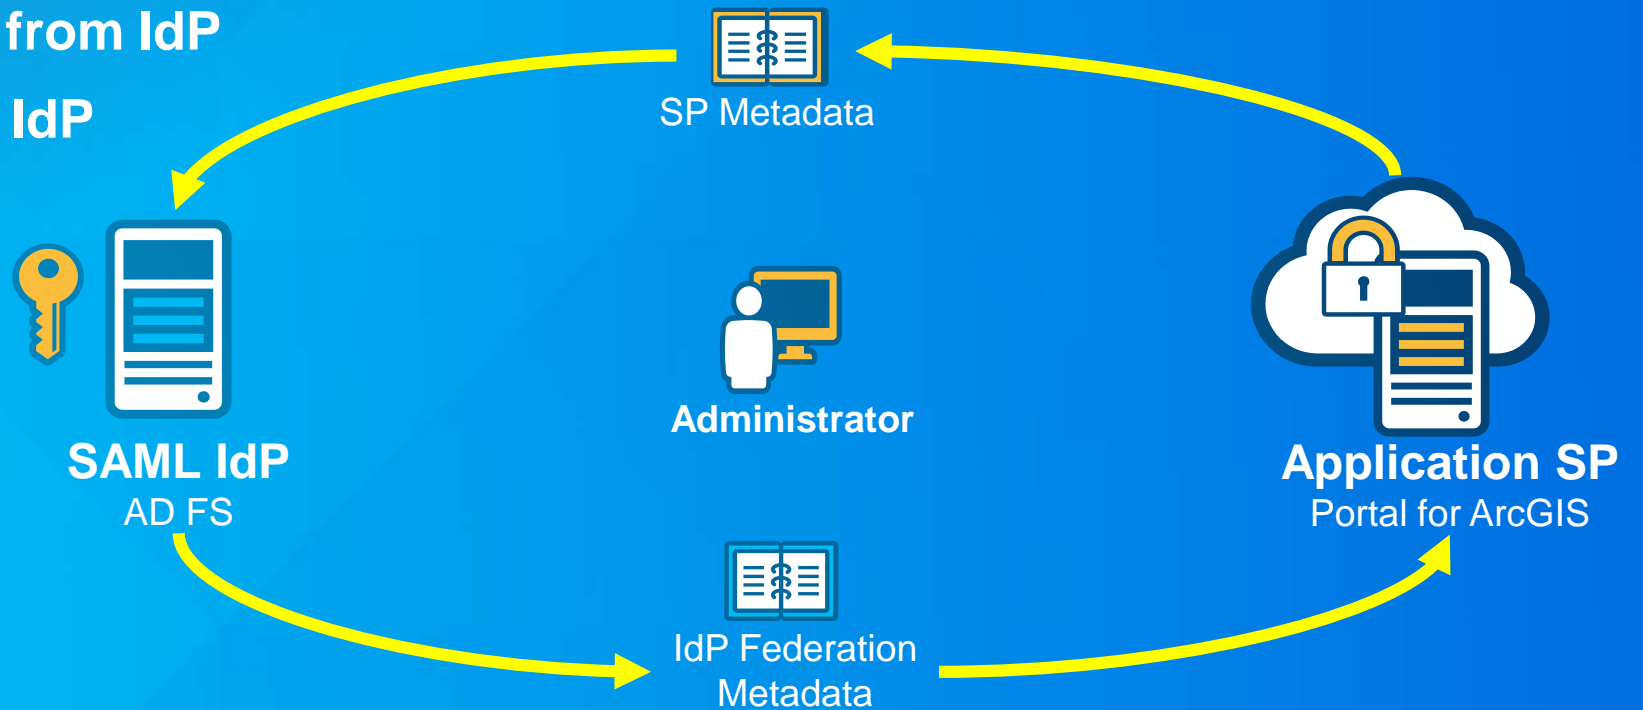 from IdP
IdP
SP Metadata
Administrator
SAML IdP
AD FS
Application SP
Portal for ArcGIS
IdP Federation
Metadata